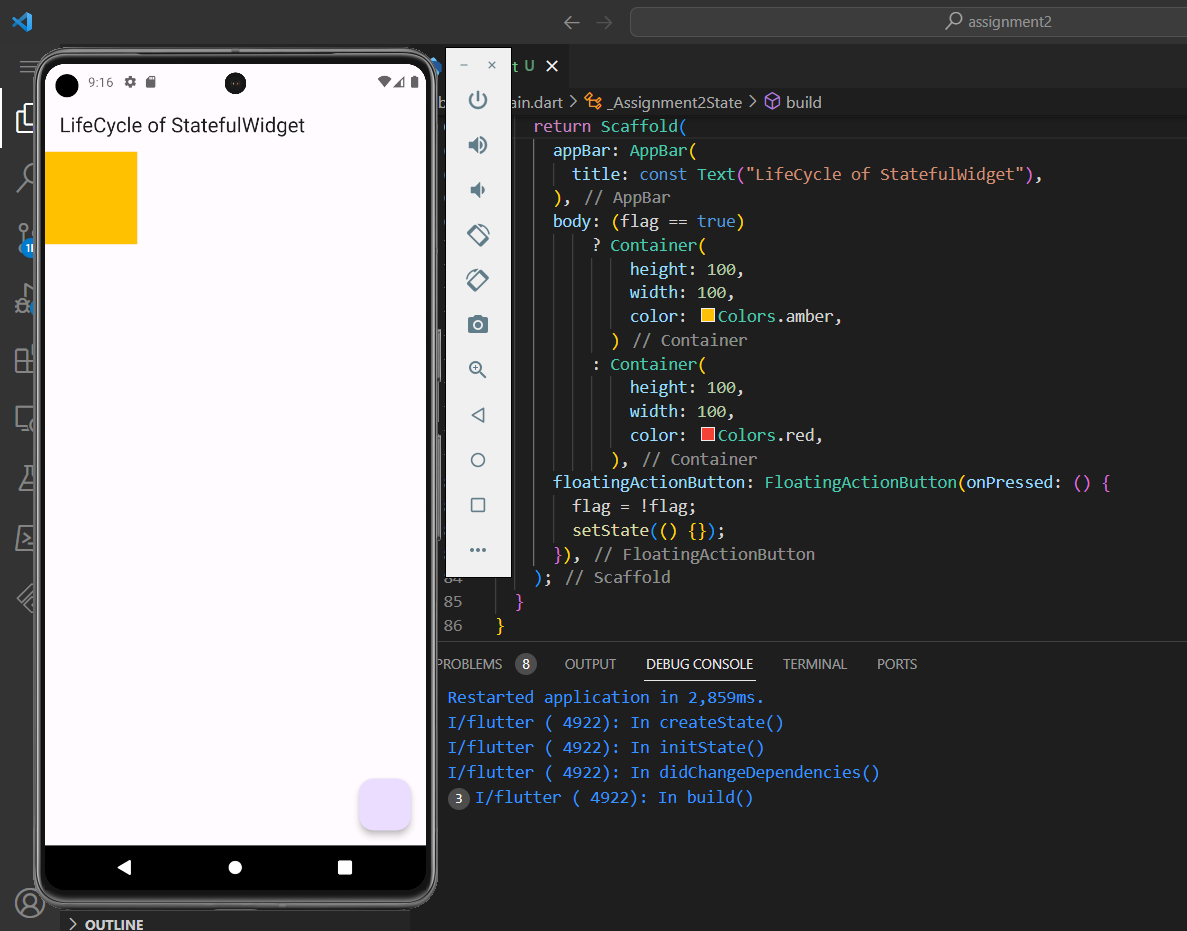 assignment2
9:16
LifeCycle of StatefulWidget
t U
ain.dart > _Assignment2State > build
return Scaffold(
appBar: AppBar(
title: const Text("LifeCycle of StatefulWidget"),
), // AppBar
body: (flag == true)
? Container(
height: 100,
width: 100,
color: Colors.amber,
) // Container
: Container(
height: 100,
width: 100,
color: Colors.red,
), // Container
floatingActionButton: FloatingActionButton(onPressed: () {
flag = !flag;
setState(() {});
}), // FloatingActionButton
84 ); // Scaffold
85 }
86 }
PROBLEMS 8 OUTPUT DEBUG CONSOLE TERMINAL PORTS
Restarted application in 2,859ms.
I/flutter ( 4922): In createState()
I/flutter ( 4922): In initState()
I/flutter ( 4922): In didChangeDependencies()
3 I/flutter ( 4922): In build()
OUTLINE